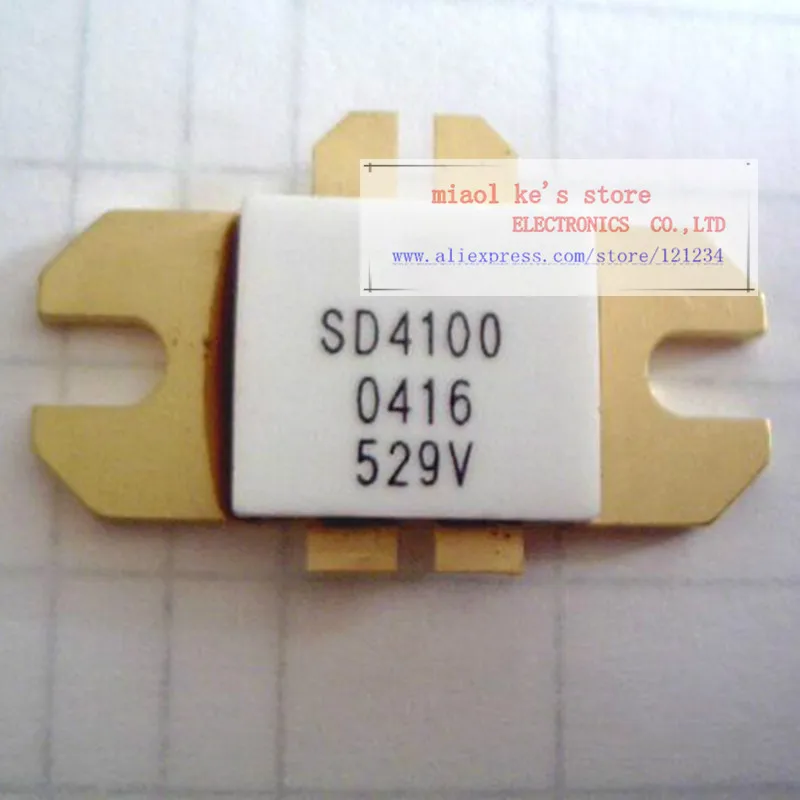 miaol ke's store
ELECTRONICS CO.,LTD
www.aliexpress.com/store/121234
SD4100
0416
529V